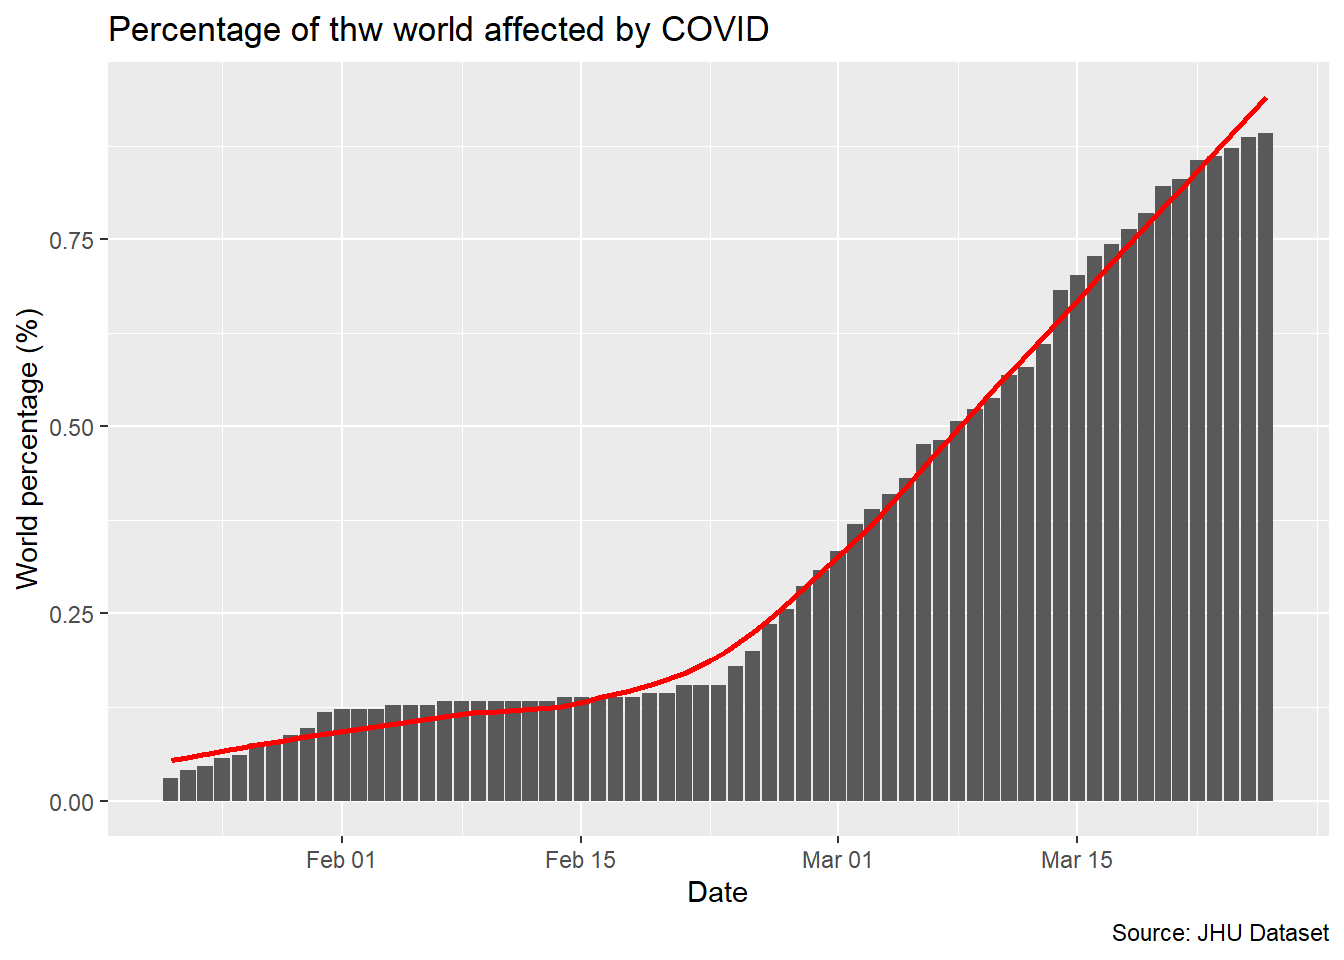 Percentage of thw world affected by COVID
World percentage (%)
0.75
0.50
0.25
0.00
Feb 01 Feb 15 Mar 01 Mar 15
Date
Source: JHU Dataset